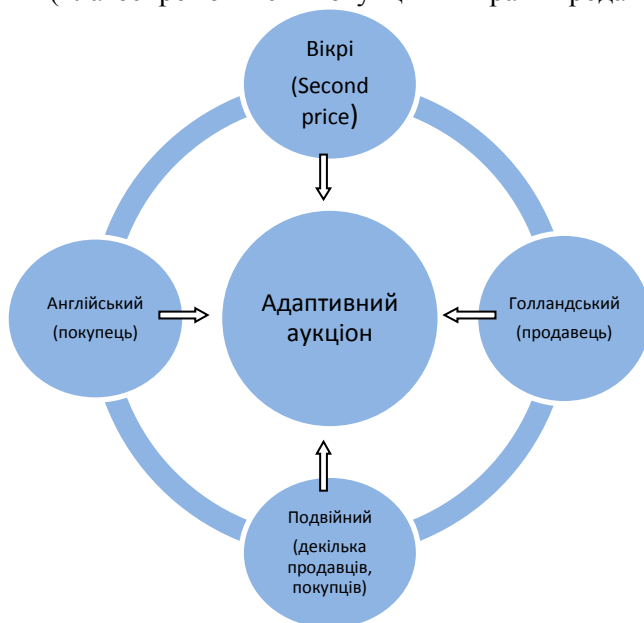 Вікрі
(Second
price)
Англійський
(покупець)
Адаптивний
аукціон
Голландський
(продавець)
Подвійний
(декілька
продавців,
покупців)